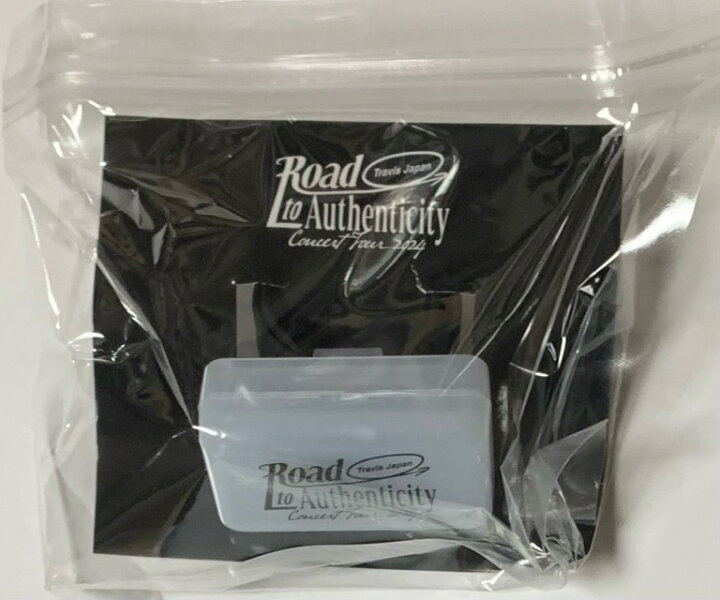 Road Travis Japan
to Authenticity
Concert Tour 2024
Road Travis Japan
to Authenticity
Concert Tour 2024